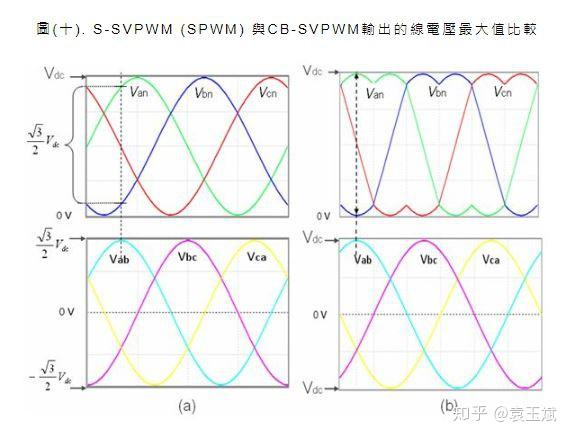 圖(十). S-SVPWM (SPWM) 與CB-SVPWM輸出的線電壓最大值比較
Vdc
Van
Vbn
Vcn
√3/2 Vdc
0 V
√3/2 Vdc
Vab
Vbc
Vca
0 V
-√3/2 Vdc
(a)
Vdc
Van
Vbn
Vcn
0 V
Vdc
Vab
Vbc
Vca
0 V
Vdc
(b)
知乎 @袁玉斌